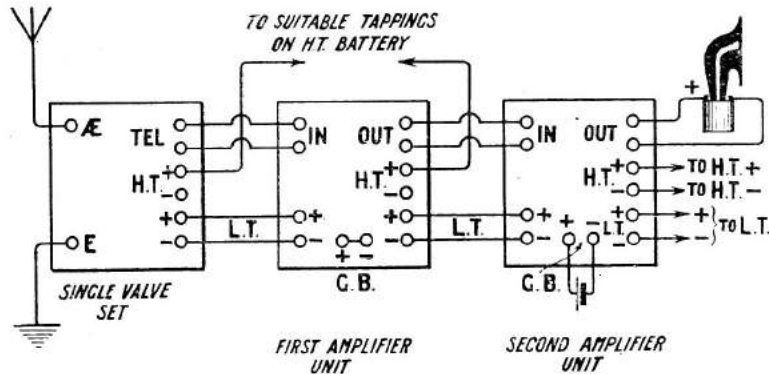 TO SUITABLE TAPPINGS
ON H.T. BATTERY
Æ
TEL
H.T.
+
-
+
-
E
L.T.
SINGLE VALVE
SET
IN
OUT
H.T.
+
-
+
-
+
-
+ -
G.B.
L.T.
FIRST AMPLIFIER
UNIT
IN
OUT
+
H.T.
+
-
TO H.T. +
TO H.T. -
+
-
+ -
L.T.
+
-
+
-
TO L.T.
G.B.
SECOND AMPLIFIER
UNIT